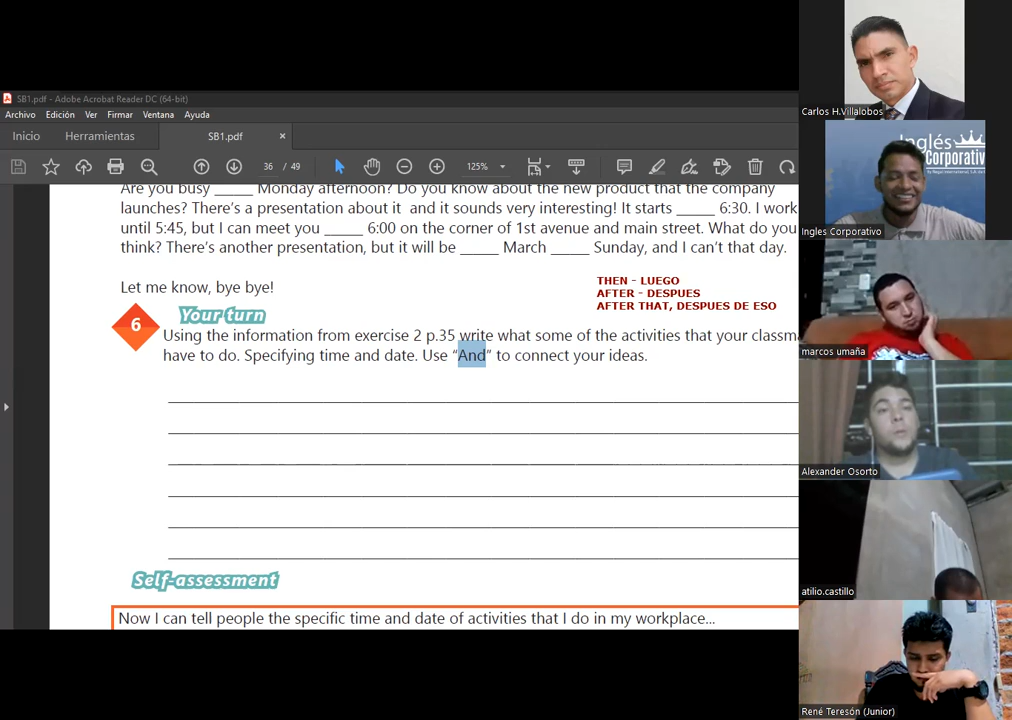 SB1.pdf - Adobe Acrobat Reader DC (64-bit)
Archivo Edición Ver Firmar Ventana Ayuda
Inicio Herramientas SB1.pdf ×
36 / 49 125%
Are you busy _____ Monday afternoon? Do you know about the new product that the company
launches? There's a presentation about it and it sounds very interesting! It starts _____ 6:30. I work
until 5:45, but I can meet you _____ 6:00 on the corner of 1st avenue and main street. What do you
think? There's another presentation, but it will be _____ March _____ Sunday, and I can't that day.
Let me know, bye bye!
THEN - LUEGO
AFTER - DESPUES
AFTER THAT, DESPUES DE ESO
6 Your turn
Using the information from exercise 2 p.35 write what some of the activities that your classm
have to do. Specifying time and date. Use "And" to connect your ideas.
Self-assessment
Now I can tell people the specific time and date of activities that I do in my workplace...
Carlos H.Villalobos
Inglés
Corporativ
Ingles Corporativo
marcos umaña
Alexander Osorto
atilio.castillo
René Teresón (Junior)